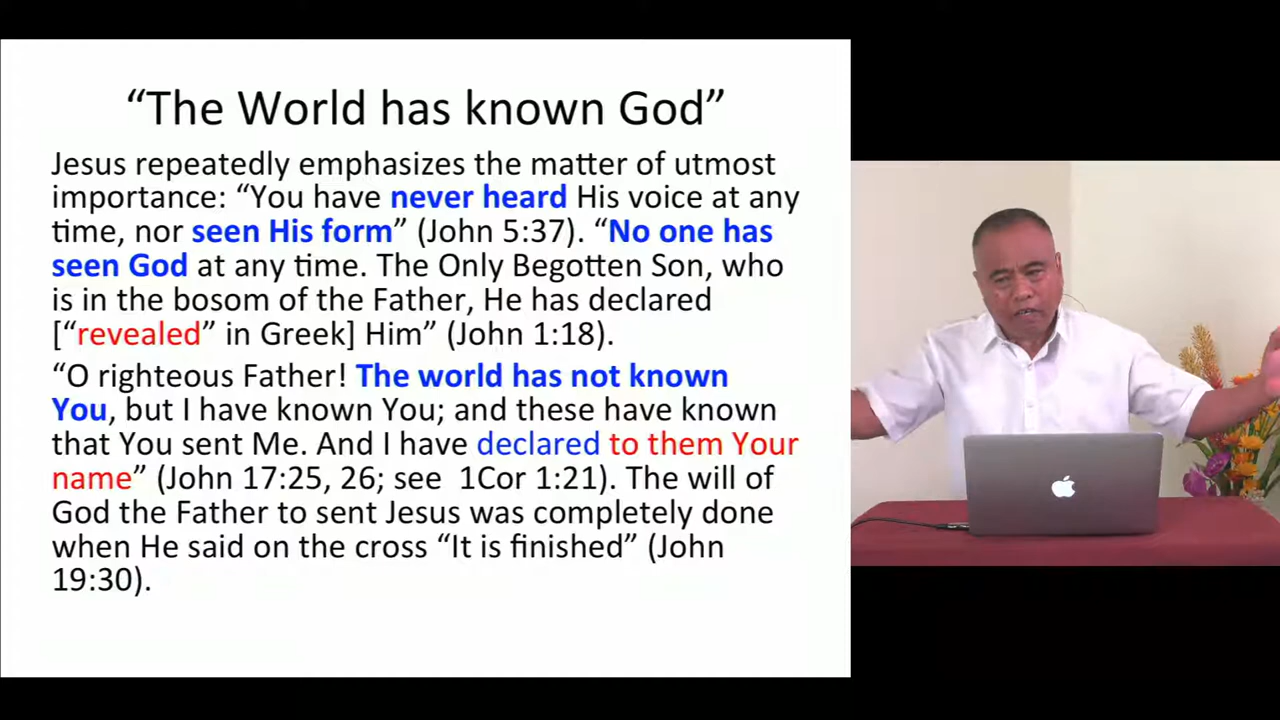 “The World has known God”
Jesus repeatedly emphasizes the matter of utmost
importance: “You have never heard His voice at any
time, nor seen His form” (John 5:37). “No one has
seen God at any time. The Only Begotten Son, who
is in the bosom of the Father, He has declared
[“revealed” in Greek] Him” (John 1:18).
“O righteous Father! The world has not known
You, but I have known You; and these have known
that You sent Me. And I have declared to them Your
name” (John 17:25, 26; see 1Cor 1:21). The will of
God the Father to sent Jesus was completely done
when He said on the cross “It is finished” (John
19:30).